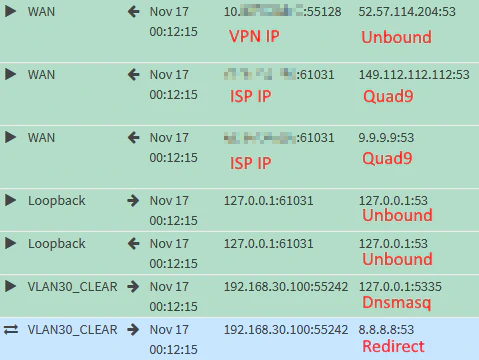 WAN Nov 17 10. :55128 52.57.114.204:53
00:12:15 VPN IP Unbound
WAN Nov 17 :61031 149.112.112.112:53
00:12:15 ISP IP Quad9
WAN Nov 17 :61031 9.9.9.9:53
00:12:15 ISP IP Quad9
Loopback Nov 17 127.0.0.1:61031 127.0.0.1:53
00:12:15 Unbound
Loopback Nov 17 127.0.0.1:61031 127.0.0.1:53
00:12:15 Unbound
VLAN30_CLEAR Nov 17 192.168.30.100:55242 127.0.0.1:5335
00:12:15 Dnsmasq
VLAN30_CLEAR Nov 17 192.168.30.100:55242 8.8.8.8:53
00:12:15 Redirect